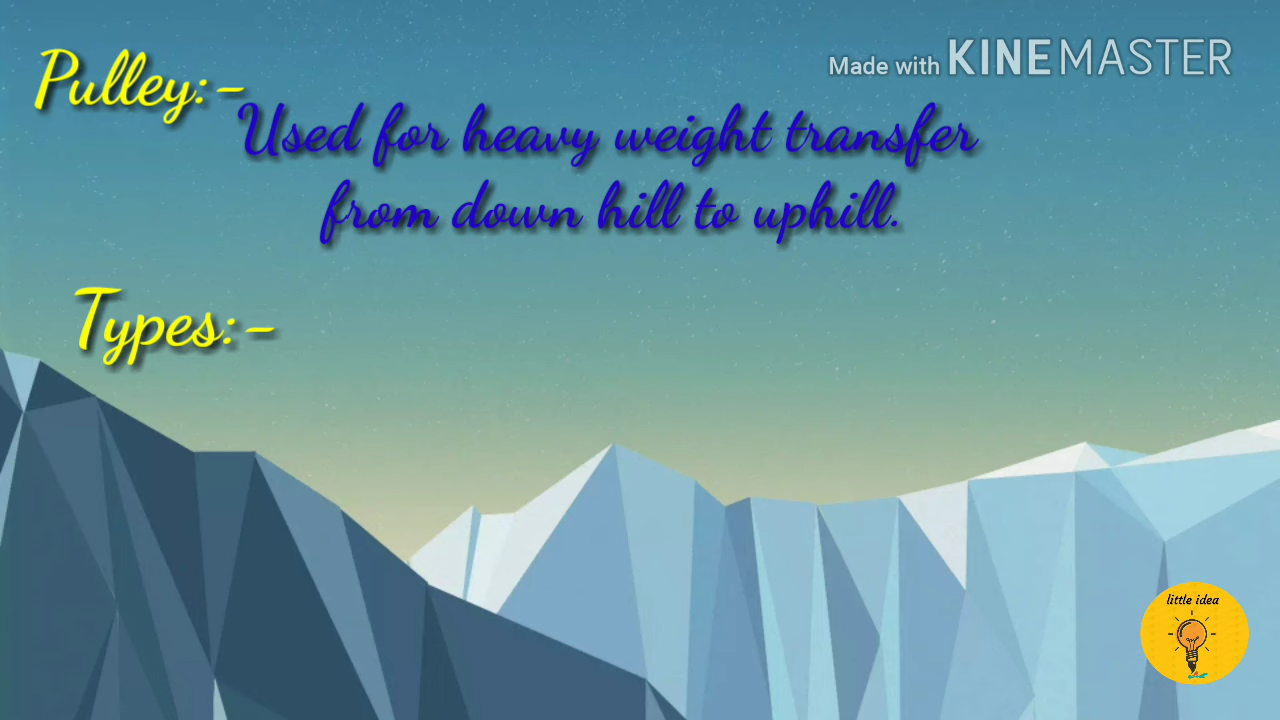 Made with KINEMASTER
Pulley:-
Used for heavy weight transfer
from down hill to uphill.
Types:-
little idea